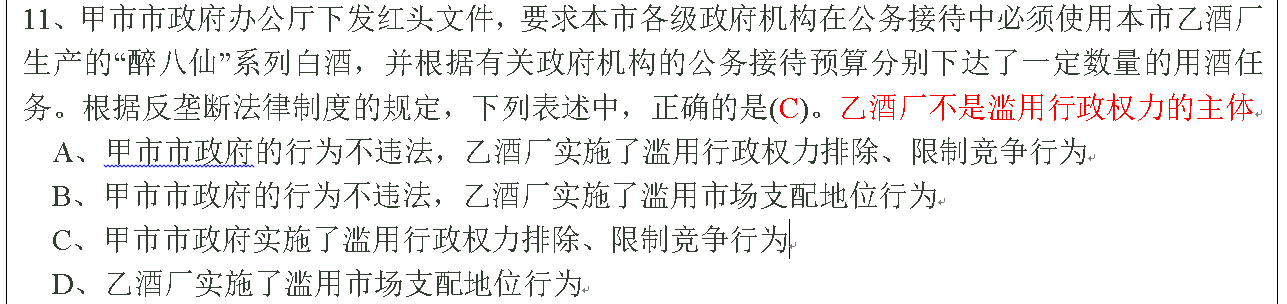 11、甲市市政府办公厅下发红头文件，要求本市各级政府机构在公务接待中必须使用本市乙酒厂
生产的“醉八仙”系列白酒，并根据有关政府机构的公务接待预算分别下达了一定数量的用酒任
务。根据反垄断法律制度的规定，下列表述中，正确的是(C)。乙酒厂不是滥用行政权力的主体
A、甲市市政府的行为不违法，乙酒厂实施了滥用行政权力排除、限制竞争行为
B、甲市市政府的行为不违法，乙酒厂实施了滥用市场支配地位行为
C、甲市市政府实施了滥用行政权力排除、限制竞争行为
D、乙酒厂实施了滥用市场支配地位行为